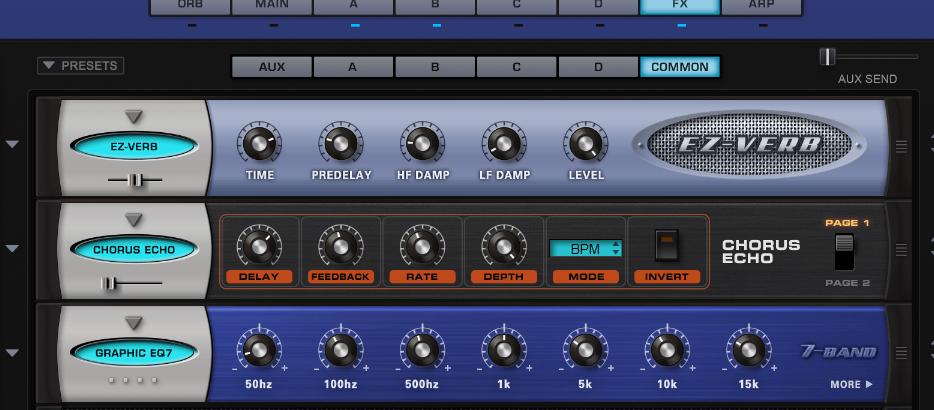 ORB MAIN A B C D FX ARP
PRESETS
AUX A B C D COMMON
AUX SEND
EZ-VERB
TIME PREDELAY HF DAMP LF DAMP LEVEL
EZ-VERB
CHORUS ECHO
DELAY FEEDBACK RATE DEPTH MODE INVERT
BPM
CHORUS
ECHO
PAGE 1
PAGE 2
GRAPHIC EQ7
- + - + - + - + - + - + - +
50hz 100hz 500hz 1k 5k 10k 15k
7-BAND
MORE